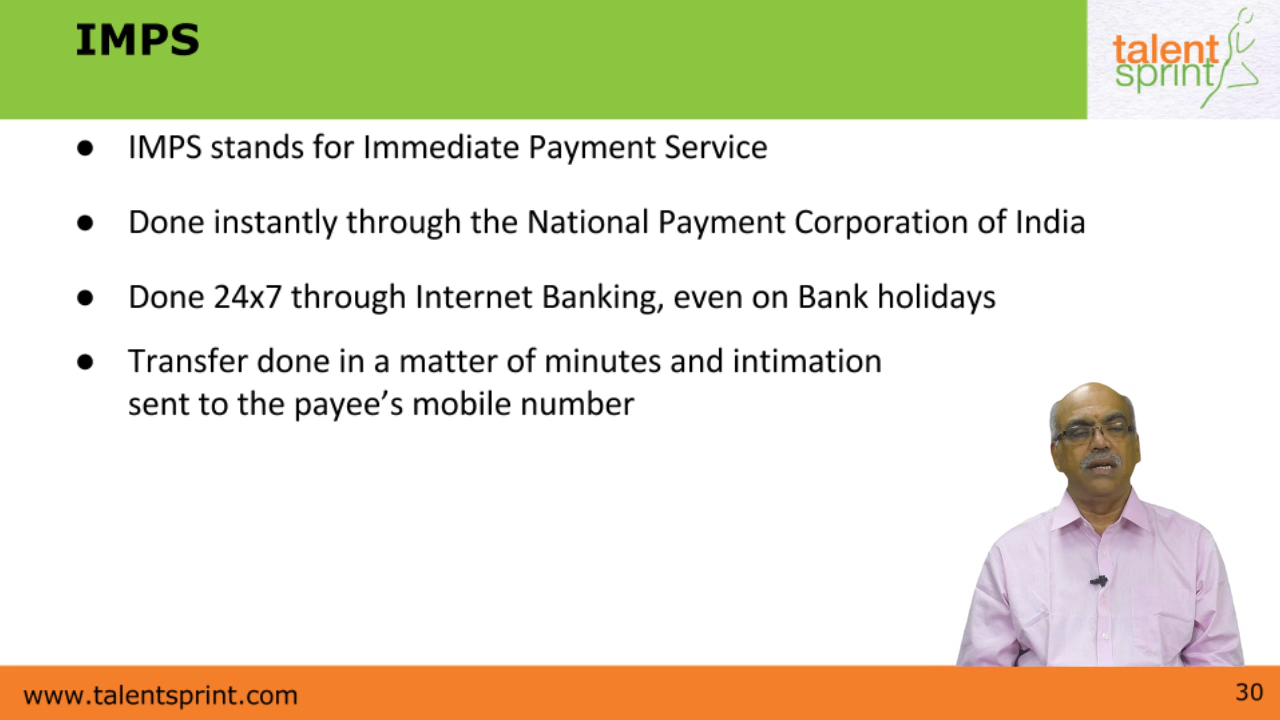 IMPS
talent
sprint
● IMPS stands for Immediate Payment Service
● Done instantly through the National Payment Corporation of India
● Done 24x7 through Internet Banking, even on Bank holidays
● Transfer done in a matter of minutes and intimation
sent to the payee’s mobile number
www.talentsprint.com
30